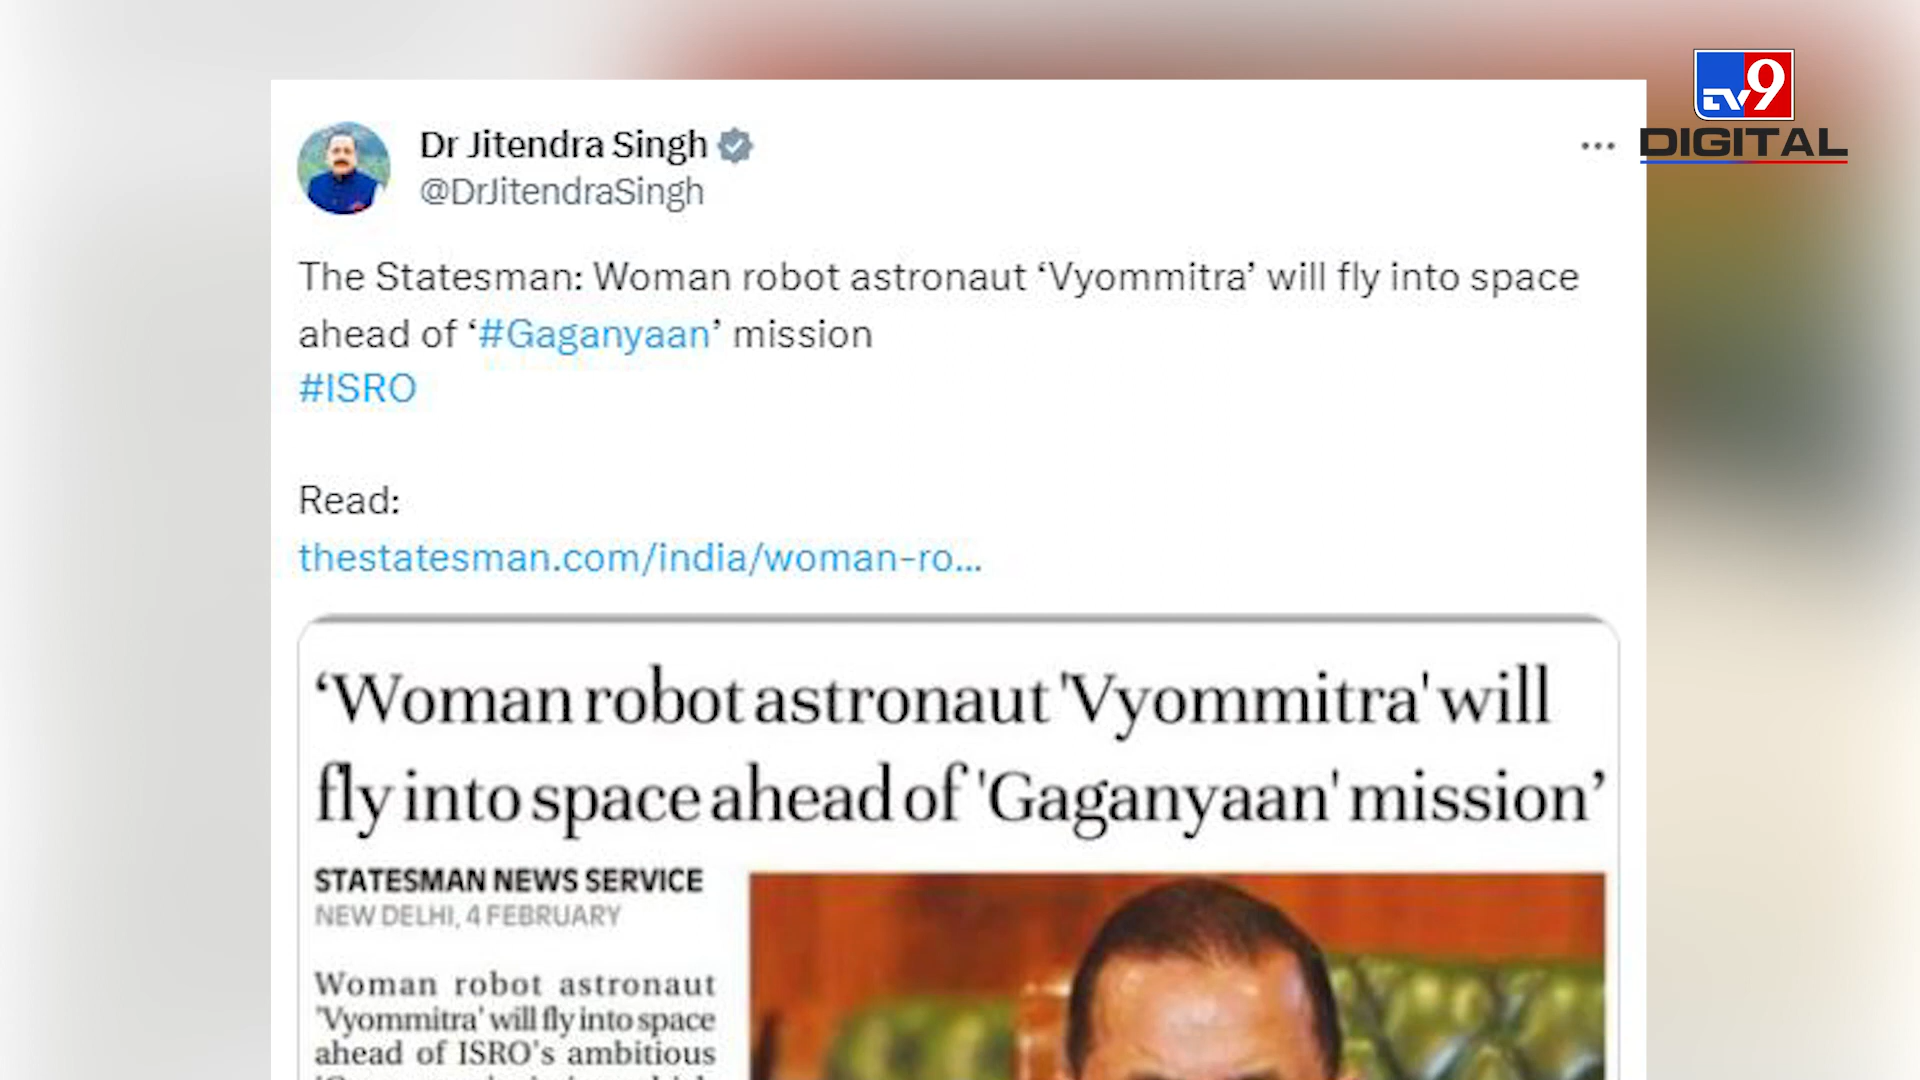 TV9
DIGITAL
Dr Jitendra Singh
@DrJitendraSingh
The Statesman: Woman robot astronaut ‘Vyommitra’ will fly into space
ahead of ‘#Gaganyaan’ mission
#ISRO
Read:
thestatesman.com/india/woman-ro...
‘Woman robot astronaut 'Vyommitra' will
fly into space ahead of 'Gaganyaan' mission’
STATESMAN NEWS SERVICE
NEW DELHI, 4 FEBRUARY
Woman robot astronaut
'Vyommitra' will fly into space
ahead of ISRO's ambitious